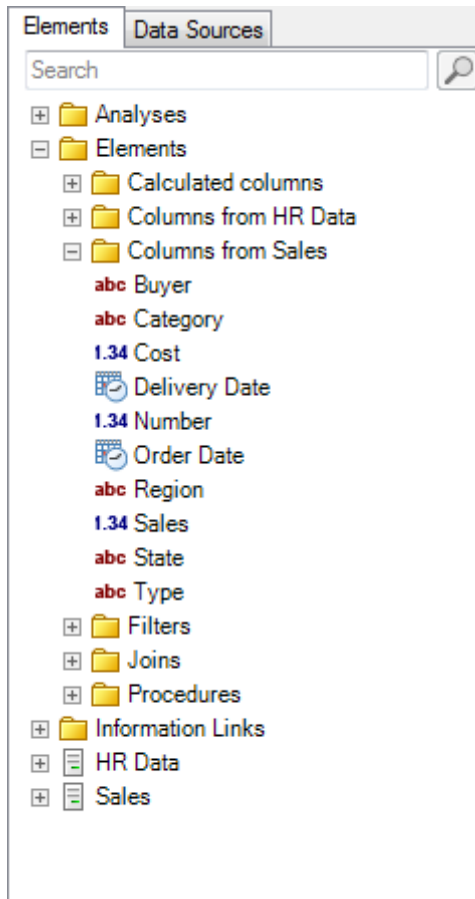 Elements Data Sources
Search
Analyses
Elements
Calculated columns
Columns from HR Data
Columns from Sales
abc Buyer
abc Category
1.34 Cost
Delivery Date
1.34 Number
Order Date
abc Region
1.34 Sales
abc State
abc Type
Filters
Joins
Procedures
Information Links
HR Data
Sales